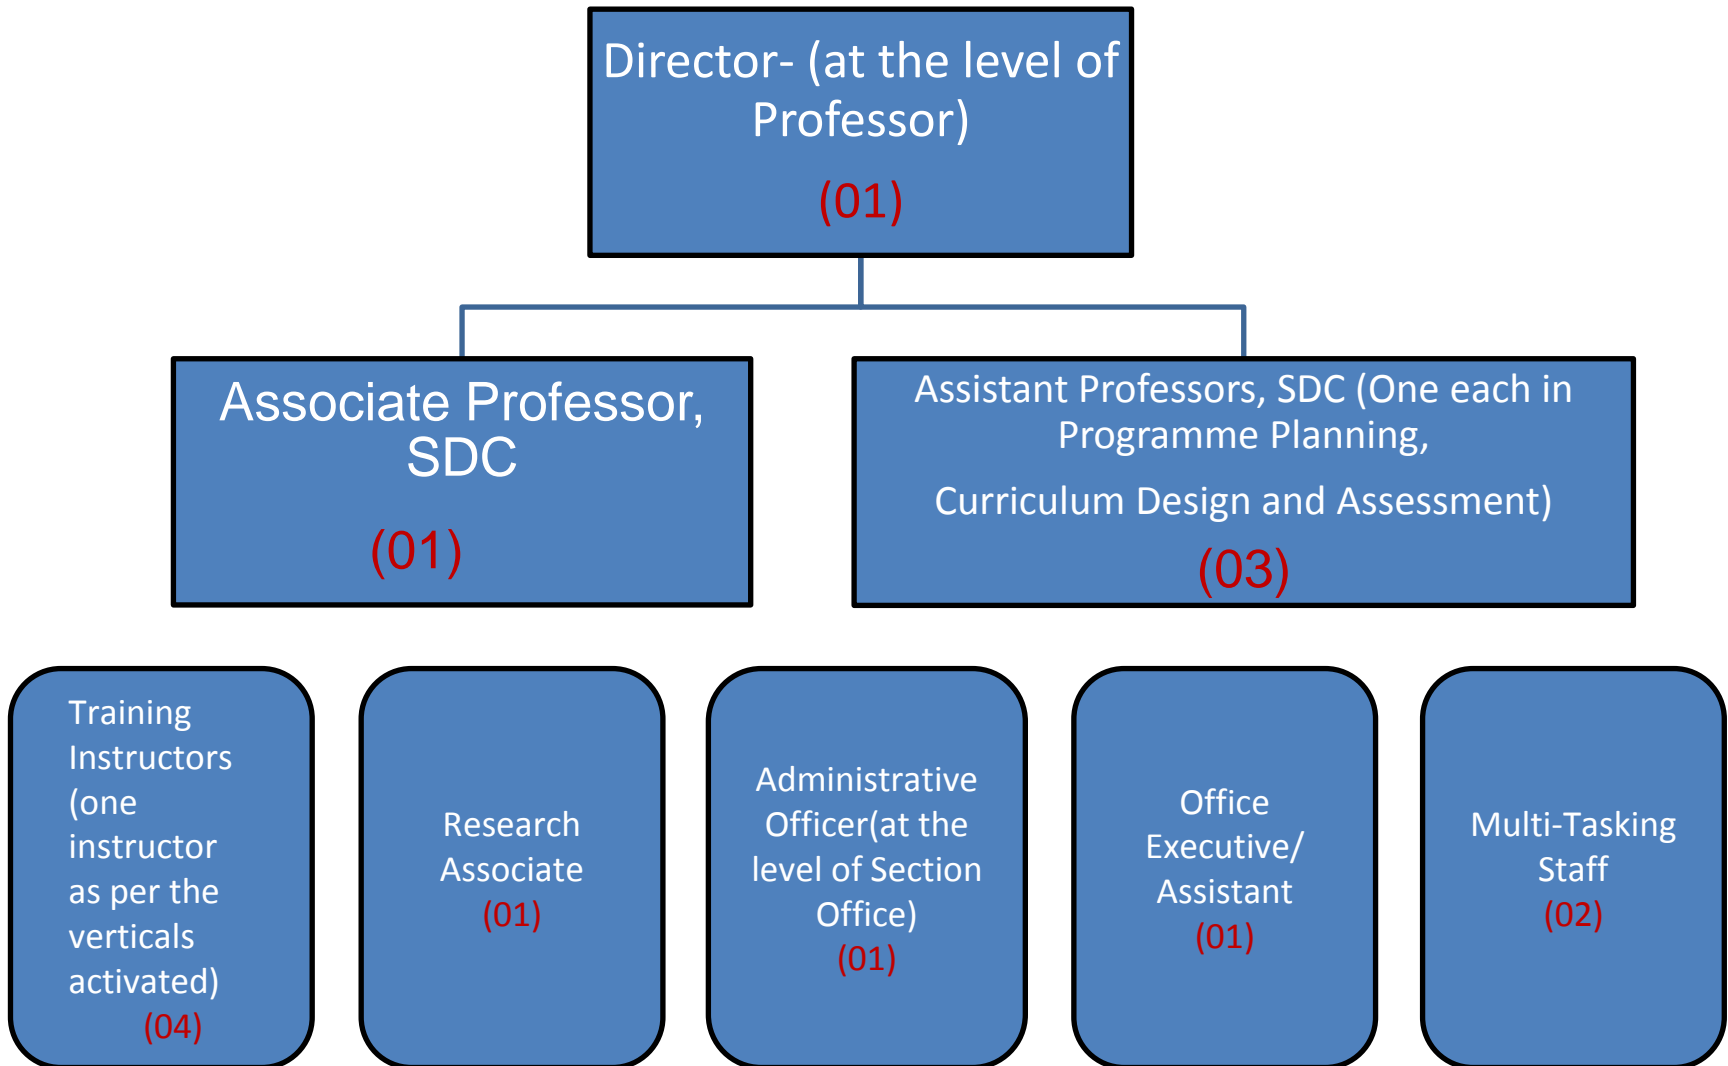 Director- (at the level of
Professor)
(01)
Associate Professor,
SDC
(01)
Assistant Professors, SDC (One each in
Programme Planning,
Curriculum Design and Assessment)
(03)
Training
Instructors
(one
instructor
as per the
verticals
activated)
(04)
Research
Associate
(01)
Administrative
Officer(at the
level of Section
Office)
(01)
Office
Executive/
Assistant
(01)
Multi-Tasking
Staff
(02)